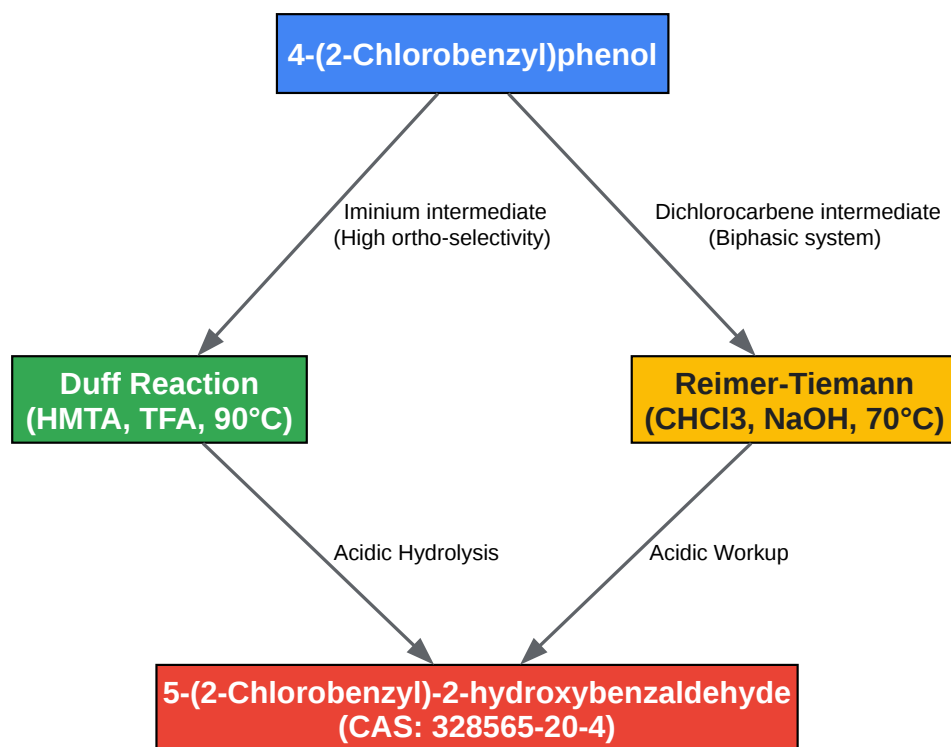 4-(2-Chlorobenzyl)phenol
Iminium intermediate
(High ortho-selectivity)
Dichlorocarbene intermediate
(Biphasic system)
Duff Reaction
(HMTA, TFA, 90°C)
Reimer-Tiemann
(CHCl3, NaOH, 70°C)
Acidic Hydrolysis
Acidic Workup
5-(2-Chlorobenzyl)-2-hydroxybenzaldehyde
(CAS: 328565-20-4)